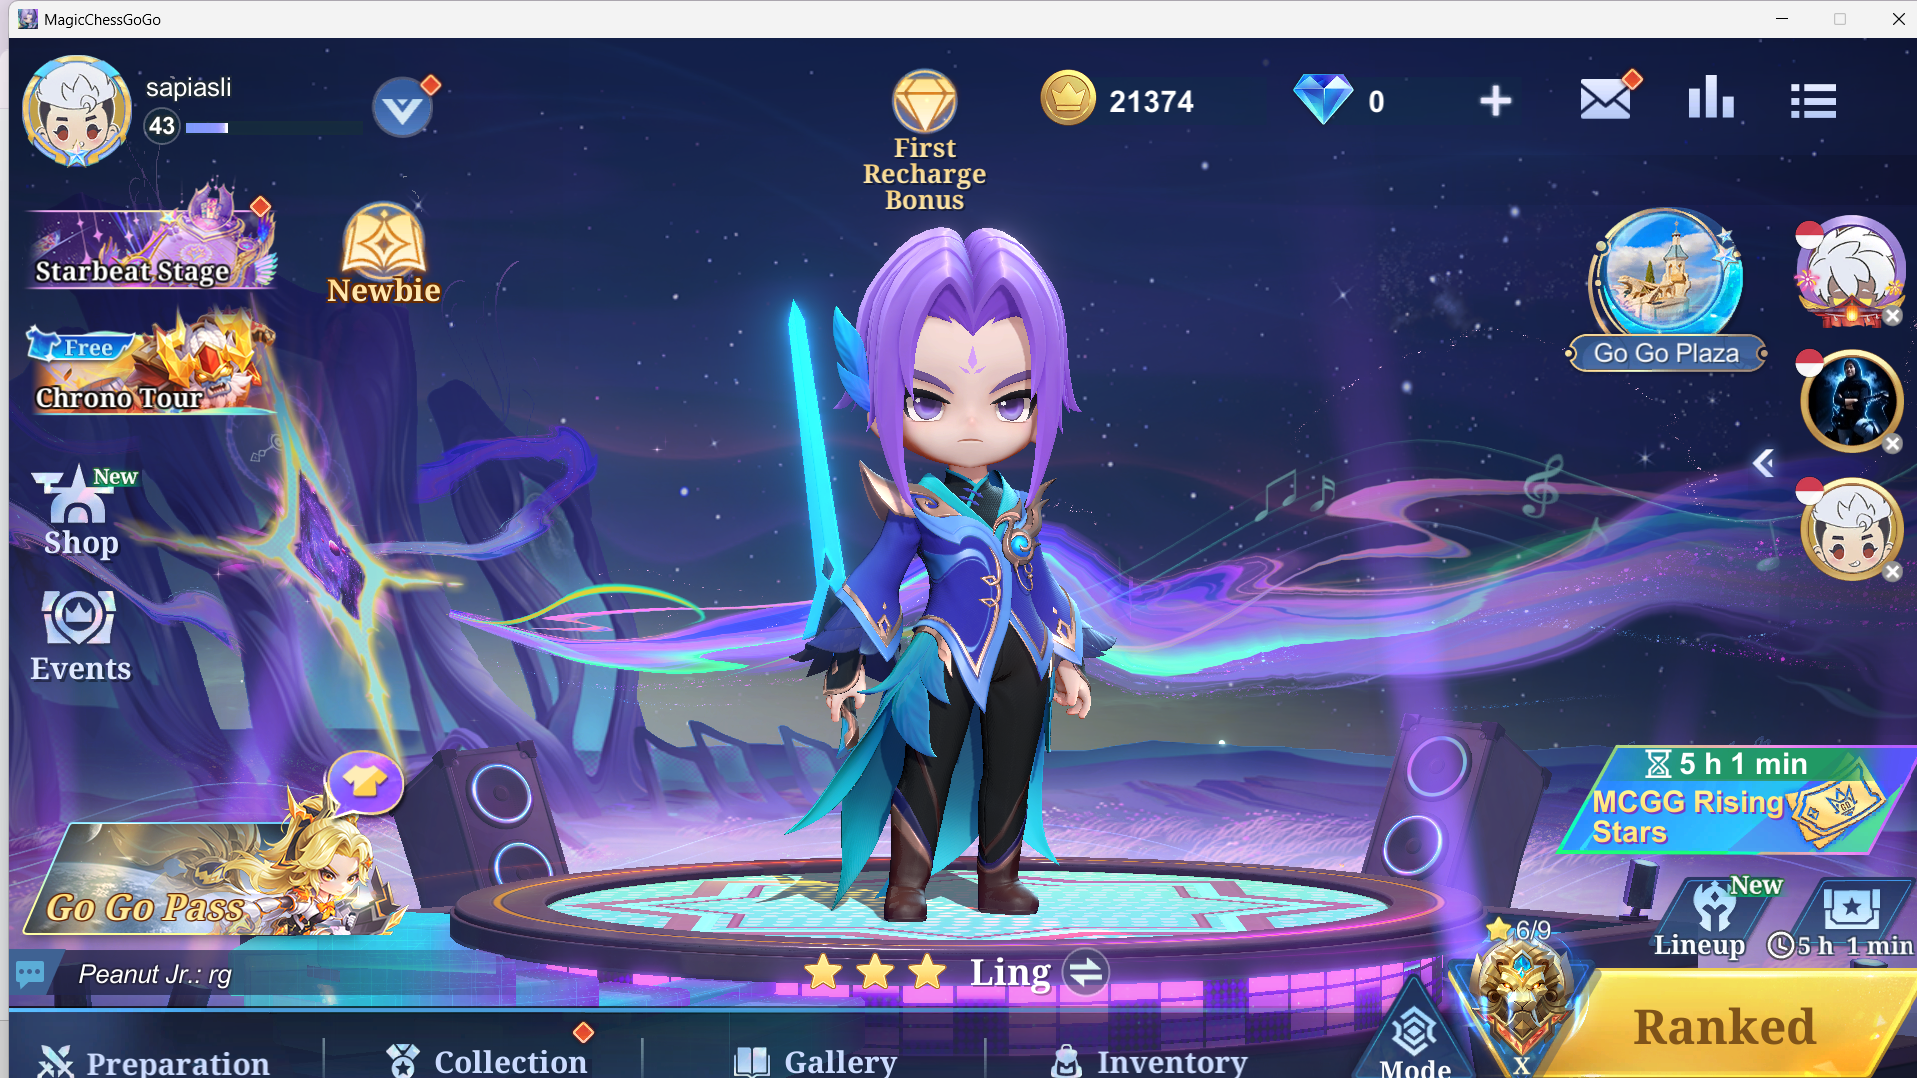 MagicChessGoGo
sapiasli
43
First
Recharge
Bonus
21374
0
Starbeat Stage
Newbie
Free
Chrono Tour
Go Go Plaza
New
Shop
Events
5 h 1 min
MCGG Rising
Stars
Go Go Pass
New
Lineup
5 h 1 min
6/9
Peanut Jr.: rg
Ling
Ranked
X
Mode
Preparation
Collection
Gallery
Inventory